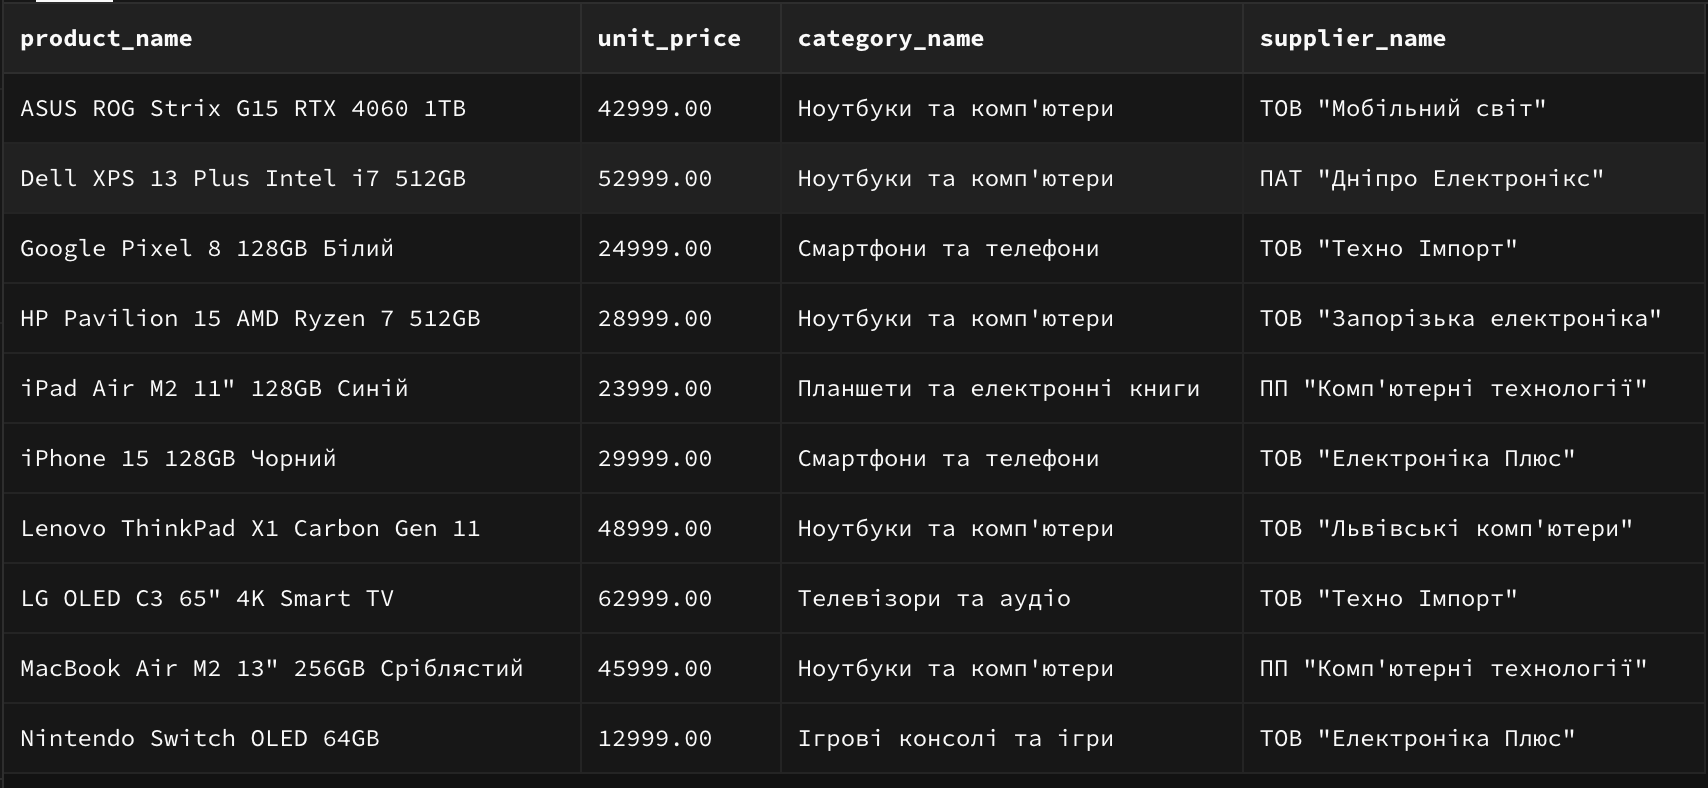 product_name unit_price category_name supplier_name
ASUS ROG Strix G15 RTX 4060 1TB 42999.00 Ноутбуки та комп'ютери ТОВ "Мобільний світ"
Dell XPS 13 Plus Intel i7 512GB 52999.00 Ноутбуки та комп'ютери ПАТ "Дніпро Електронікс"
Google Pixel 8 128GB Білий 24999.00 Смартфони та телефони ТОВ "Техно Імпорт"
HP Pavilion 15 AMD Ryzen 7 512GB 28999.00 Ноутбуки та комп'ютери ТОВ "Запорізька електроніка"
iPad Air M2 11" 128GB Синій 23999.00 Планшети та електронні книги ПП "Комп'ютерні технології"
iPhone 15 128GB Чорний 29999.00 Смартфони та телефони ТОВ "Електроніка Плюс"
Lenovo ThinkPad X1 Carbon Gen 11 48999.00 Ноутбуки та комп'ютери ТОВ "Львівські комп'ютери"
LG OLED C3 65" 4K Smart TV 62999.00 Телевізори та аудіо ТОВ "Техно Імпорт"
MacBook Air M2 13" 256GB Сріблястий 45999.00 Ноутбуки та комп'ютери ПП "Комп'ютерні технології"
Nintendo Switch OLED 64GB 12999.00 Ігрові консолі та ігри ТОВ "Електроніка Плюс"